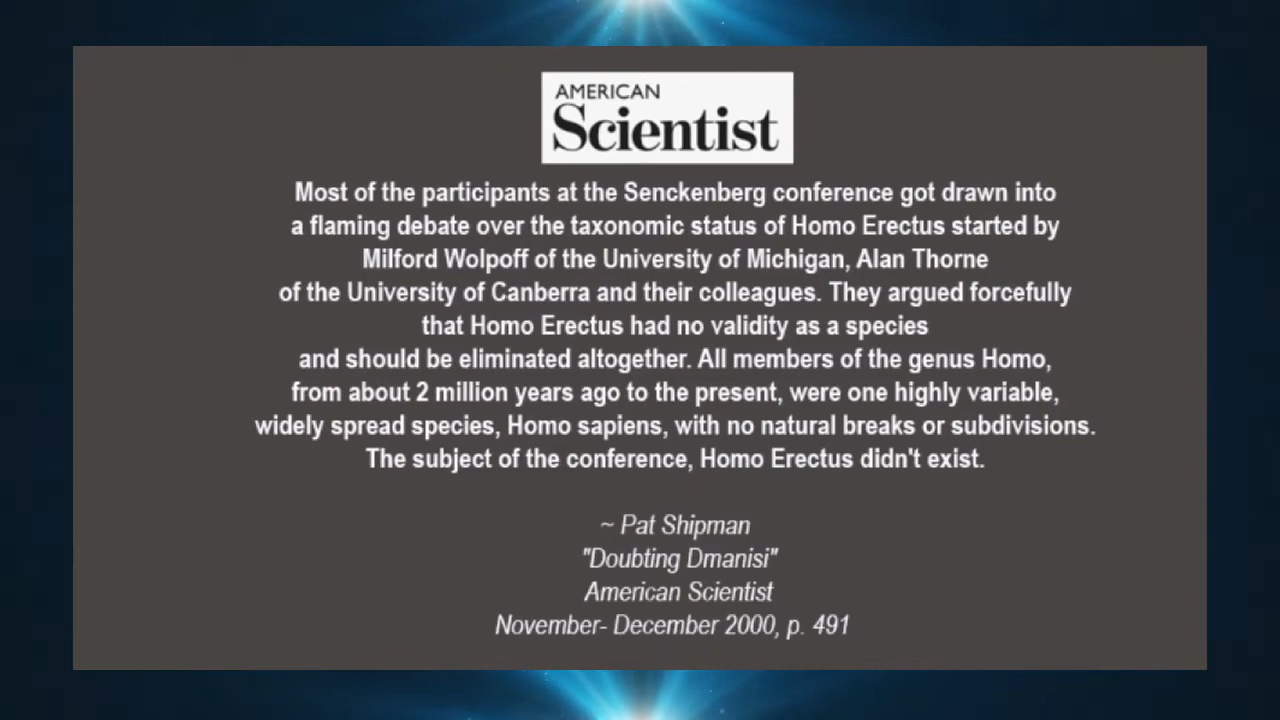 AMERICAN
Scientist
Most of the participants at the Senckenberg conference got drawn into
a flaming debate over the taxonomic status of Homo Erectus started by
Milford Wolpoff of the University of Michigan, Alan Thorne
of the University of Canberra and their colleagues. They argued forcefully
that Homo Erectus had no validity as a species
and should be eliminated altogether. All members of the genus Homo,
from about 2 million years ago to the present, were one highly variable,
widely spread species, Homo sapiens, with no natural breaks or subdivisions.
The subject of the conference, Homo Erectus didn't exist.
~ Pat Shipman
"Doubting Dmanisi"
American Scientist
November- December 2000, p. 491